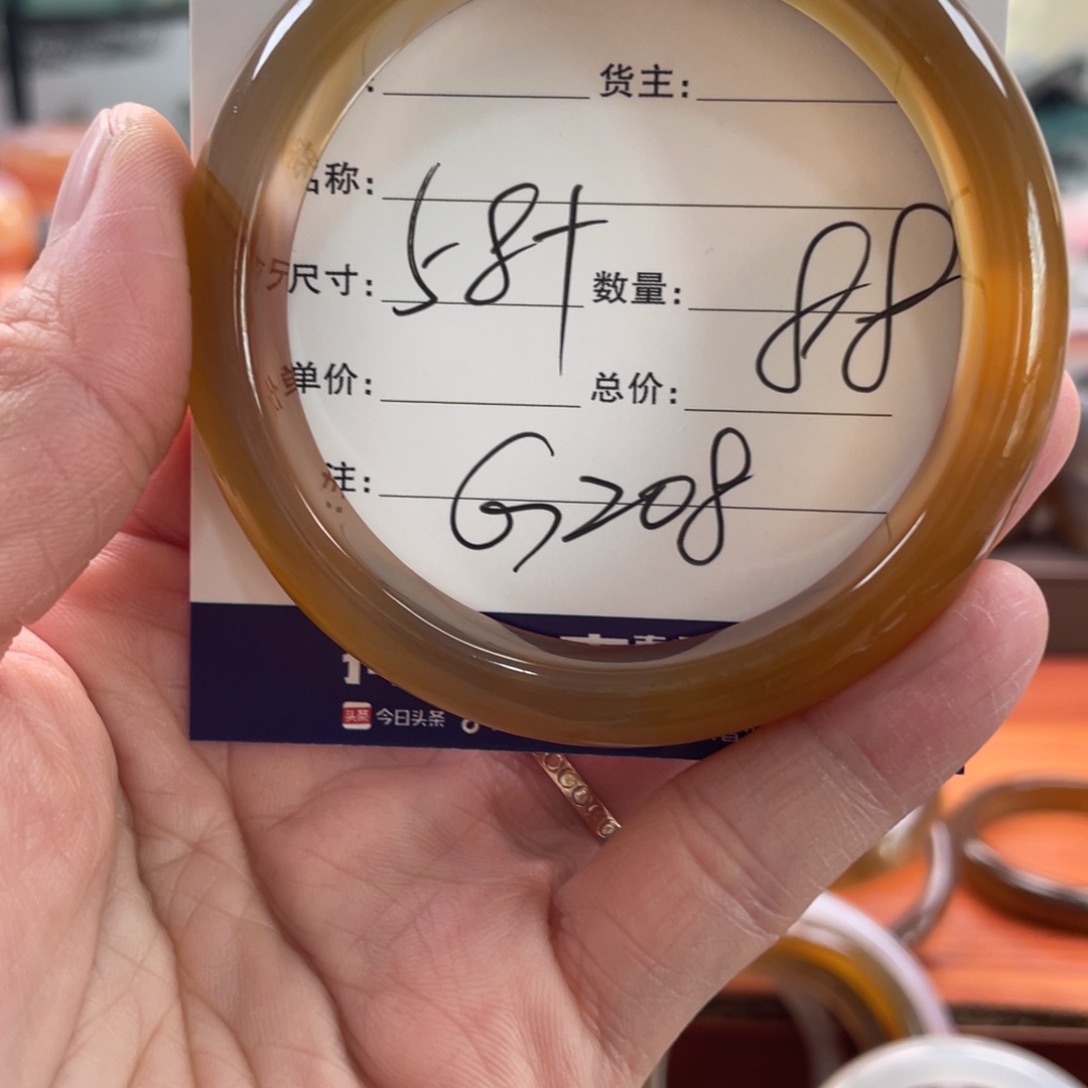 货主:
名称:
尺寸: 58+ 数量: 88
单价: 总价:
注: G208
今日头条